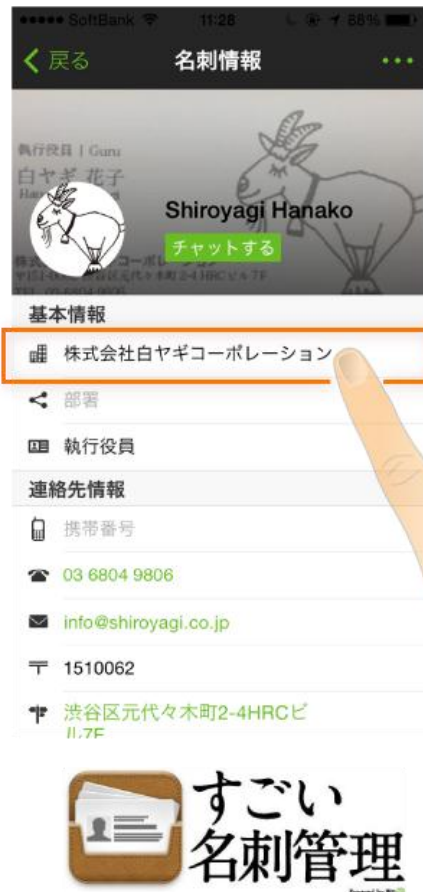 SoftBank 11:28 88%
戻る 名刺情報
執行役員 | Guru
白ヤギ 花子
Shiroyagi Hanako
チャットする
基本情報
株式会社白ヤギコーポレーション
部署
執行役員
連絡先情報
携帯番号
03 6804 9806
info@shiroyagi.co.jp
〒 1510062
渋谷区元代々木町2-4HRCビ
ル7F
すごい
名刺管理